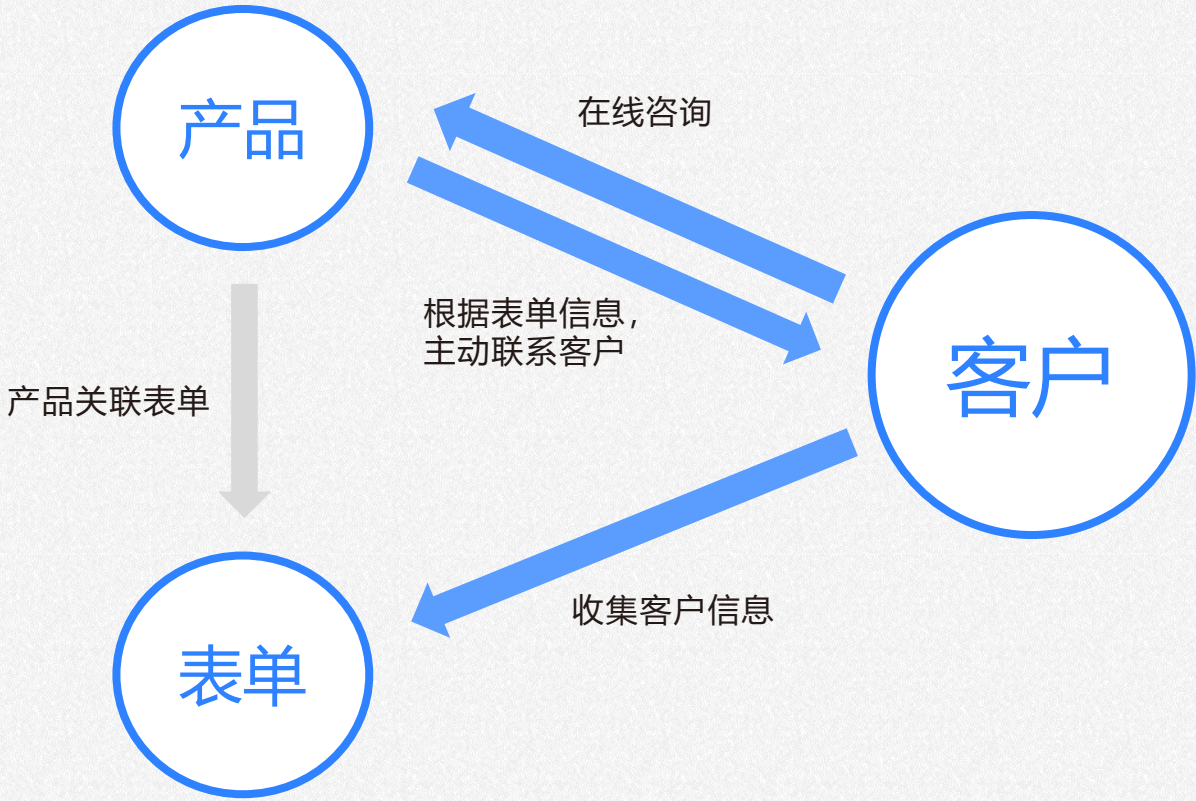 产品
在线咨询
根据表单信息，
主动联系客户
客户
产品关联表单
收集客户信息
表单